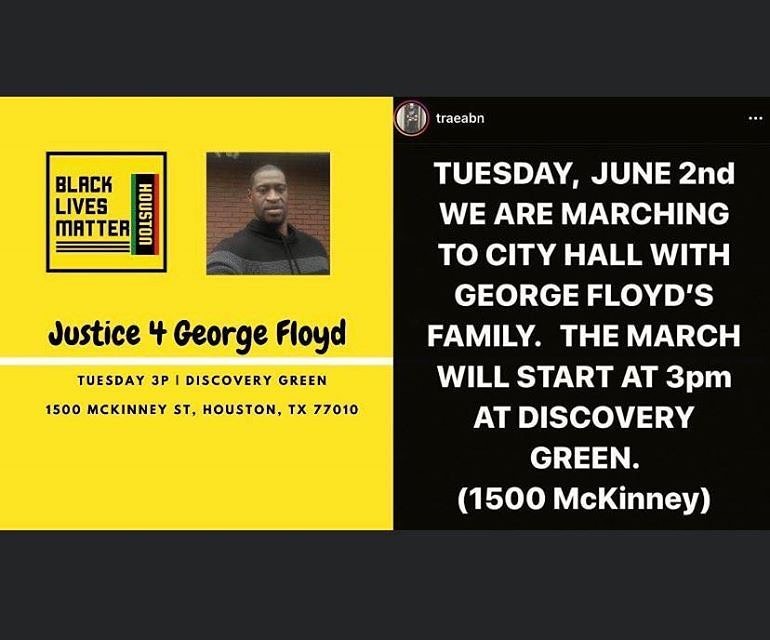 BLACK
LIVES
MATTER
HOUSTON
Justice 4 George Floyd
TUESDAY 3P | DISCOVERY GREEN
1500 MCKINNEY ST, HOUSTON, TX 77010
traeabn
TUESDAY, JUNE 2nd
WE ARE MARCHING
TO CITY HALL WITH
GEORGE FLOYD'S
FAMILY. THE MARCH
WILL START AT 3pm
AT DISCOVERY
GREEN.
(1500 McKinney)